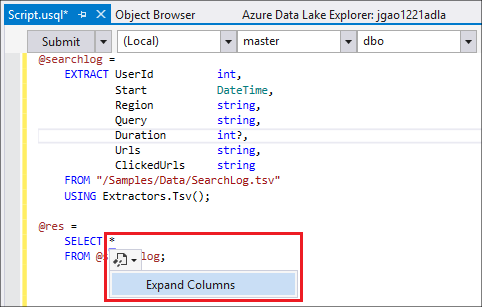 Script.usql* Object Browser Azure Data Lake Explorer: jgao1221adla
Submit (Local) master dbo
@searchlog =
EXTRACT UserId int,
Start DateTime,
Region string,
Query string,
Duration int?,
Urls string,
ClickedUrls string
FROM "/Samples/Data/SearchLog.tsv"
USING Extractors.Tsv();
@res =
SELECT *
FROM @s log;
Expand Columns